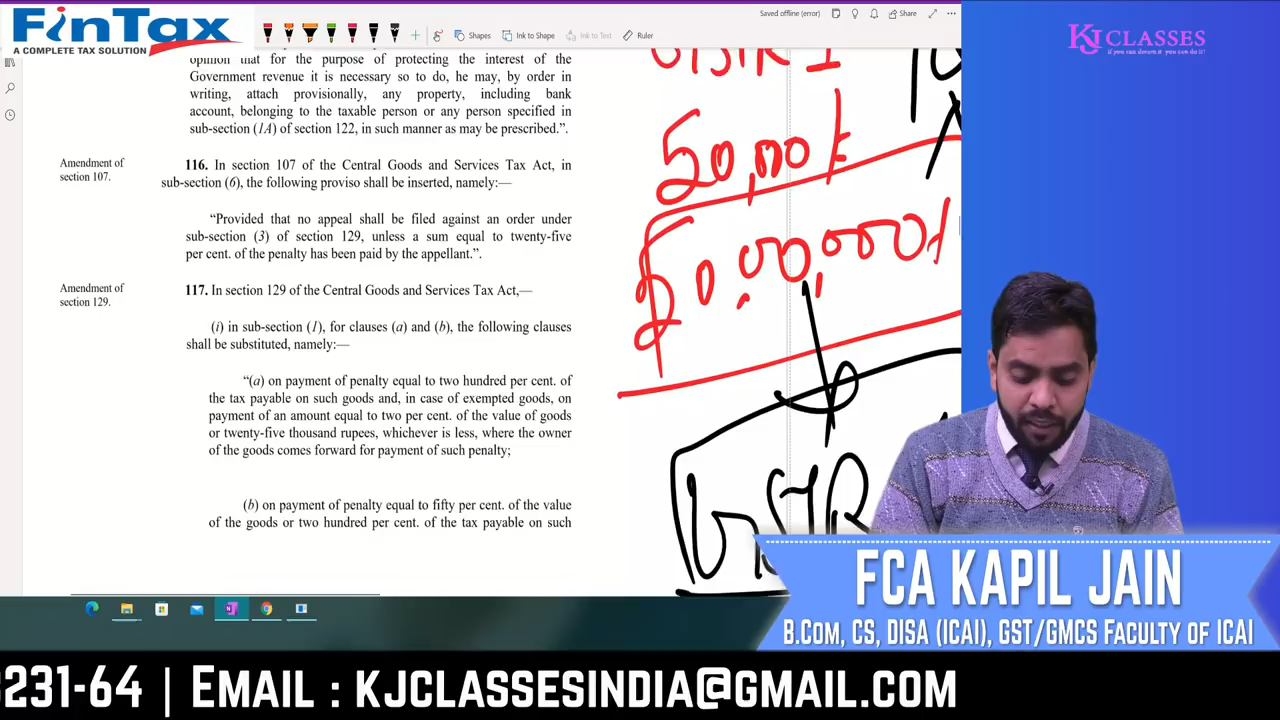 FinTax
A COMPLETE TAX SOLUTION
Shapes
Ink to Shape
Ink to Text
Ruler
Saved offline (error)
Share
KJ CLASSES
if you can dream it you can do it!
opinion that for the purpose of protecting the interest of the
Government revenue it is necessary so to do, he may, by order in
writing, attach provisionally, any property, including bank
account, belonging to the taxable person or any person specified in
sub-section (1A) of section 122, in such manner as may be prescribed.”.
Amendment of
section 107.
116. In section 107 of the Central Goods and Services Tax Act, in
sub-section (6), the following proviso shall be inserted, namely:—
“Provided that no appeal shall be filed against an order under
sub-section (3) of section 129, unless a sum equal to twenty-five
per cent. of the penalty has been paid by the appellant.”.
Amendment of
section 129.
117. In section 129 of the Central Goods and Services Tax Act,—
(i) in sub-section (1), for clauses (a) and (b), the following clauses
shall be substituted, namely:—
“(a) on payment of penalty equal to two hundred per cent. of
the tax payable on such goods and, in case of exempted goods, on
payment of an amount equal to two per cent. of the value of goods
or twenty-five thousand rupees, whichever is less, where the owner
of the goods comes forward for payment of such penalty;
(b) on payment of penalty equal to fifty per cent. of the value
of the goods or two hundred per cent. of the tax payable on such
FCA KAPIL JAIN
B.COM, CS, DISA (ICAI), GST/GMCS FACULTY OF ICAI
231-64 | EMAIL : KJCLASSESINDIA@GMAIL.COM